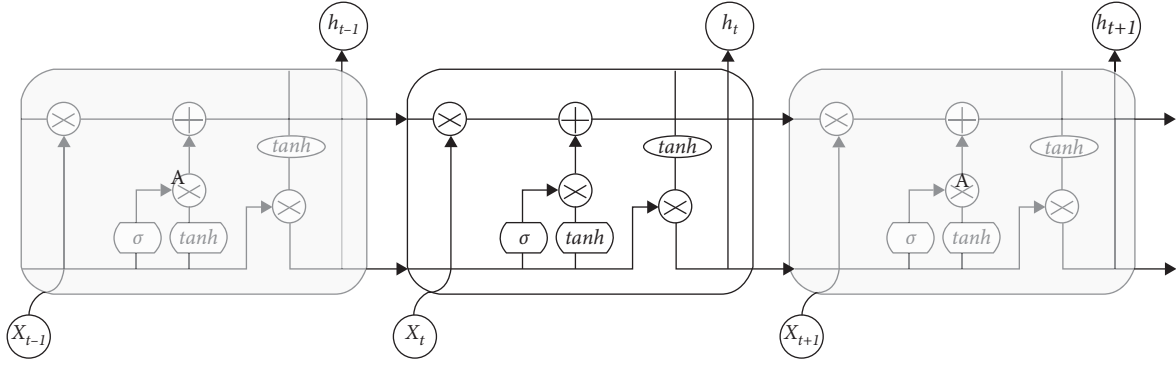 h_{t–1}
h_t
h_{t+1}
tanh
tanh
tanh
A
A
σ
tanh
σ
tanh
σ
tanh
X_{t–1}
X_t
X_{t+1}